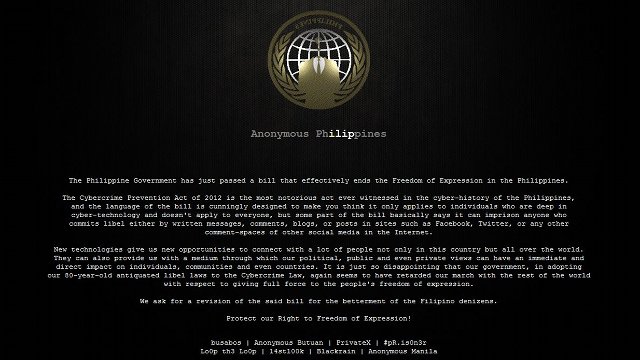 PHILIPPINES
Anonymous Philippines
The Philippine Government has just passed a bill that effectively ends the Freedom of Expression in the Philippines.
The Cybercrime Prevention Act of 2012 is the most notorious act ever witnessed in the cyber-history of the Philippines,
and the language of the bill is cunningly designed to make you think it only applies to individuals who are deep in
cyber-technology and doesn't apply to everyone, but some part of the bill basically says it can imprison anyone who
commits libel either by written messages, comments, blogs, or posts in sites such as Facebook, Twitter, or any other
comment-spaces of other social media in the Internet.
New technologies give us new opportunities to connect with a lot of people not only in this country but all over the world.
They can also provide us with a medium through which our political, public and even private views can have an immediate and
direct impact on individuals, communities and even countries. It is just so disappointing that our government, in adopting
our 80-year-old antiquated libel laws to the Cybercrime Law, again seems to have retarded our march with the rest of the world
with respect to giving full force to the people's freedom of expression.
We ask for a revision of the said bill for the betterment of the Filipino denizens.
Protect our Right to Freedom of Expression!
busabos | Anonymous Butuan | PrivateX | #pR.is0n3r
Lo0p th3 Lo0p | 14st100k | Blackrain | Anonymous Manila